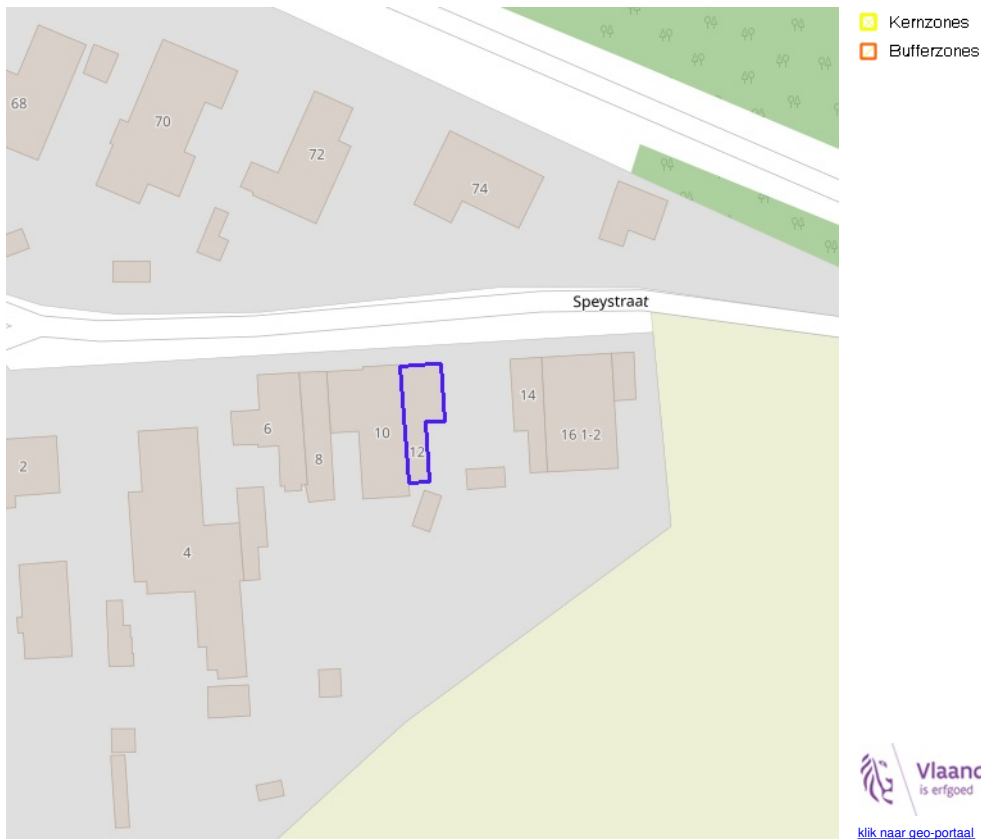 Kernzones
Bufferzones
68
70
72
74
Speystraat
2
4
6
8
10
12
14
16 1-2
Vlaand
is erfgoed
klik naar geo-portaal